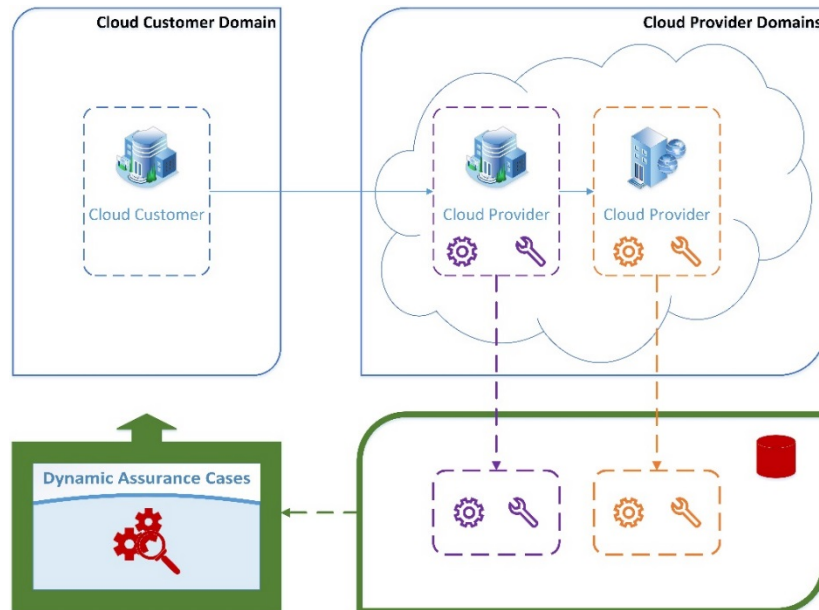 Cloud Customer Domain
Cloud Provider Domains
Cloud Customer
Cloud Provider
Cloud Provider
Dynamic Assurance Cases